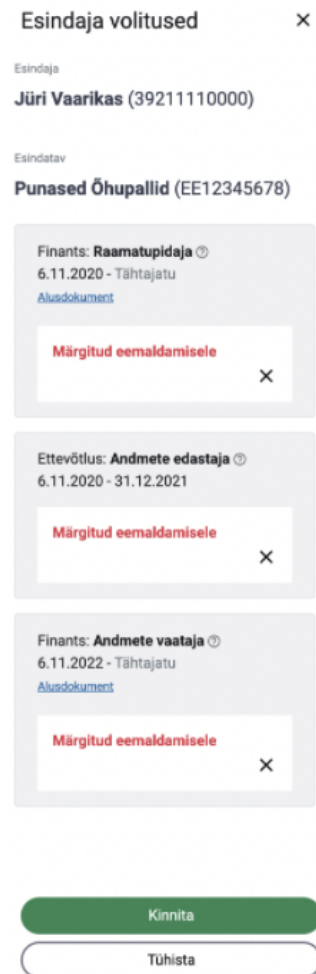 Esindaja volitused
Esindaja
Jüri Vaarikas (39211110000)
Esindatav
Punased Õhupallid (EE12345678)
Finants: Raamatupidaja
6.11.2020 - Tähtajatu
Alusdokument
Märgitud eemaldamisele
Ettevõtlus: Andmete edastaja
6.11.2020 - 31.12.2021
Märgitud eemaldamisele
Finants: Andmete vaataja
6.11.2022 - Tähtajatu
Alusdokument
Märgitud eemaldamisele
Kinnita
Tühista